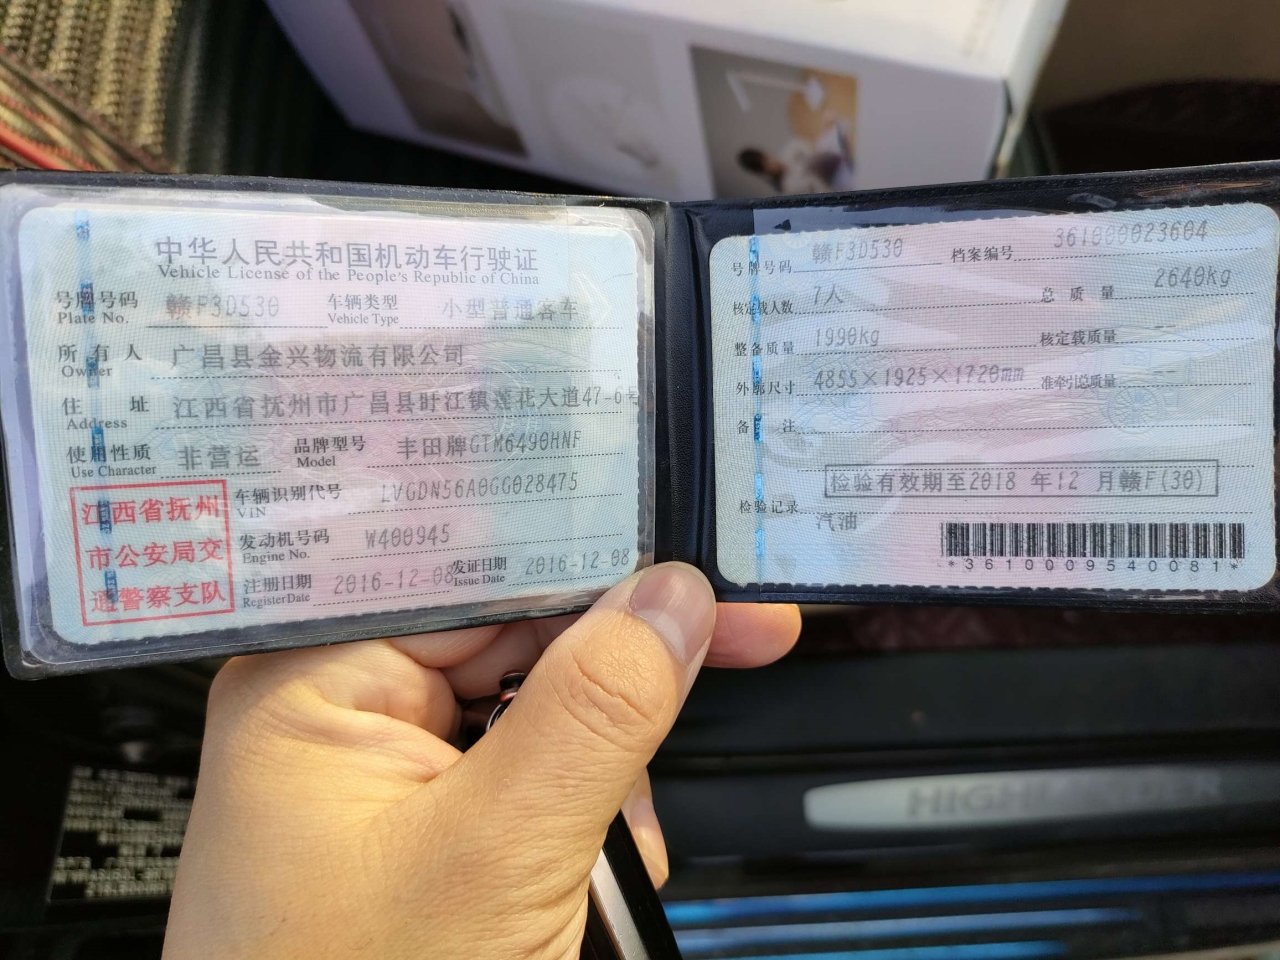 中华人民共和国机动车行驶证
Vehicle License of the People's Republic of China
号牌号码 赣F3D530 车辆类型 小型普通客车
Plate No. Vehicle Type
所有人 广昌县金兴物流有限公司
Owner
住址 江西省抚州市广昌县盱江镇莲花大道47-6号
Address
使用性质 非营运 品牌型号 丰田牌GTM6490HNF
Use Character Model
江西省抚州
市公安局交
通警察支队
车辆识别代号 LVGDN56A0GG028475
VIN
发动机号码 W400945
Engine No.
注册日期 2016-12-08 发证日期 2016-12-08
Register Date Issue Date
号牌号码 赣F3D530 档案编号 361000023604
核定载人数 7人 总质量 2640kg
整备质量 1990kg 核定载质量 --
外廓尺寸 4855×1925×1720mm 准牵引总质量 --
备注
检验有效期至2018年12月赣F(30)
检验记录
汽油
*3610009540081*
HIGHLANDER